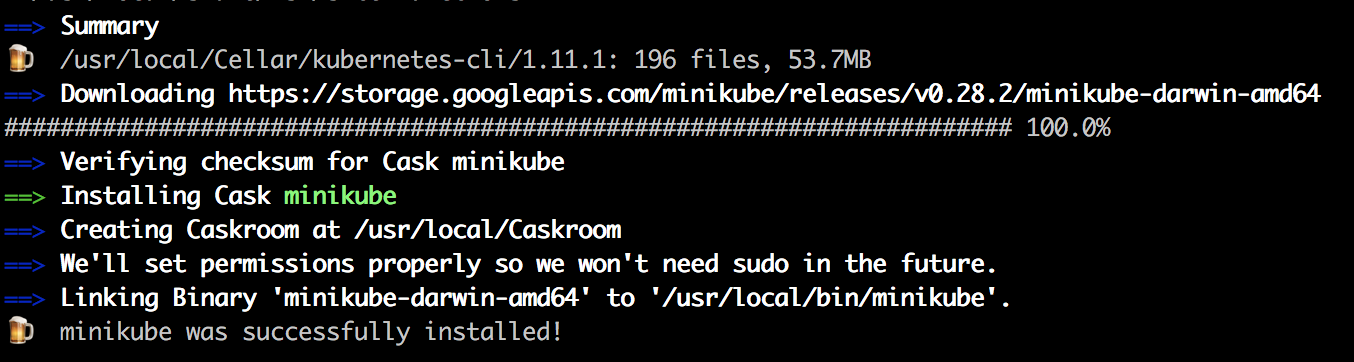 ==> Summary
🍺 /usr/local/Cellar/kubernetes-cli/1.11.1: 196 files, 53.7MB
==> Downloading https://storage.googleapis.com/minikube/releases/v0.28.2/minikube-darwin-amd64
######################################################################## 100.0%
==> Verifying checksum for Cask minikube
==> Installing Cask minikube
==> Creating Caskroom at /usr/local/Caskroom
==> We'll set permissions properly so we won't need sudo in the future.
==> Linking Binary 'minikube-darwin-amd64' to '/usr/local/bin/minikube'.
🍺 minikube was successfully installed!